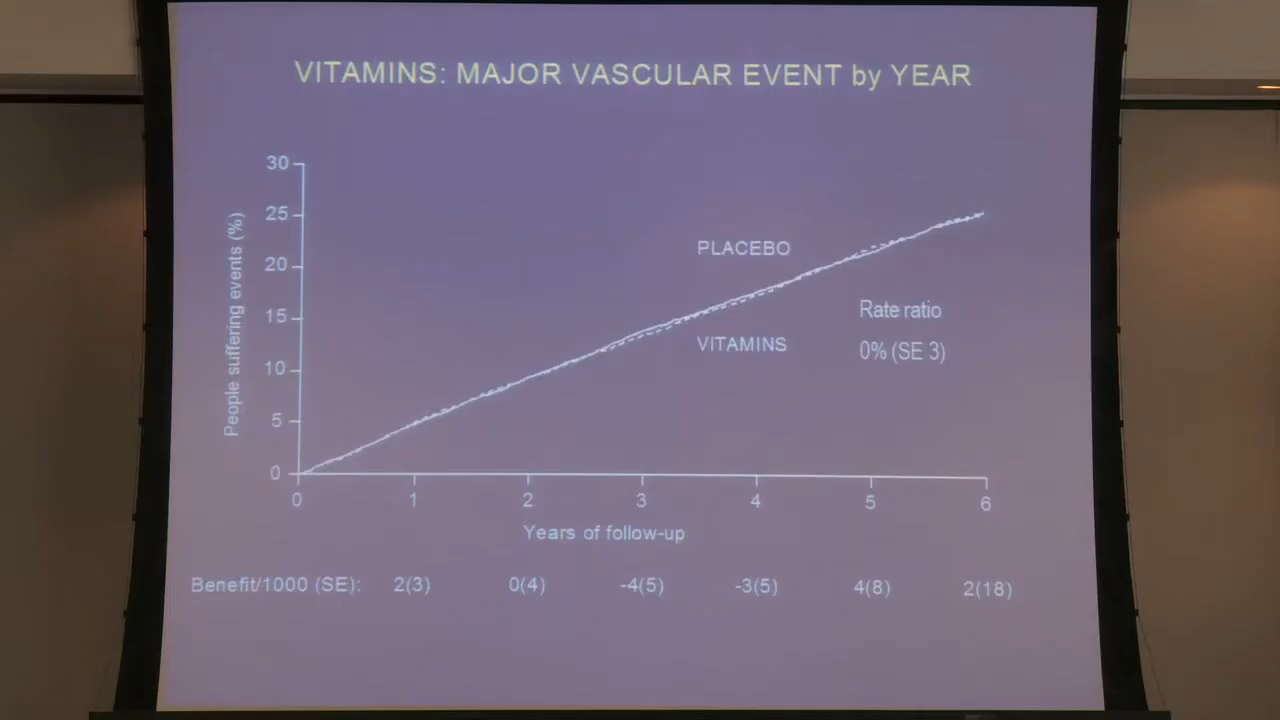 VITAMINS: MAJOR VASCULAR EVENT by YEAR
People suffering events (%)
30
25
20
15
10
5
0
PLACEBO
VITAMINS
Rate ratio
0% (SE 3)
0 1 2 3 4 5 6
Years of follow-up
Benefit/1000 (SE): 2(3) 0(4) -4(5) -3(5) 4(8) 2(18)